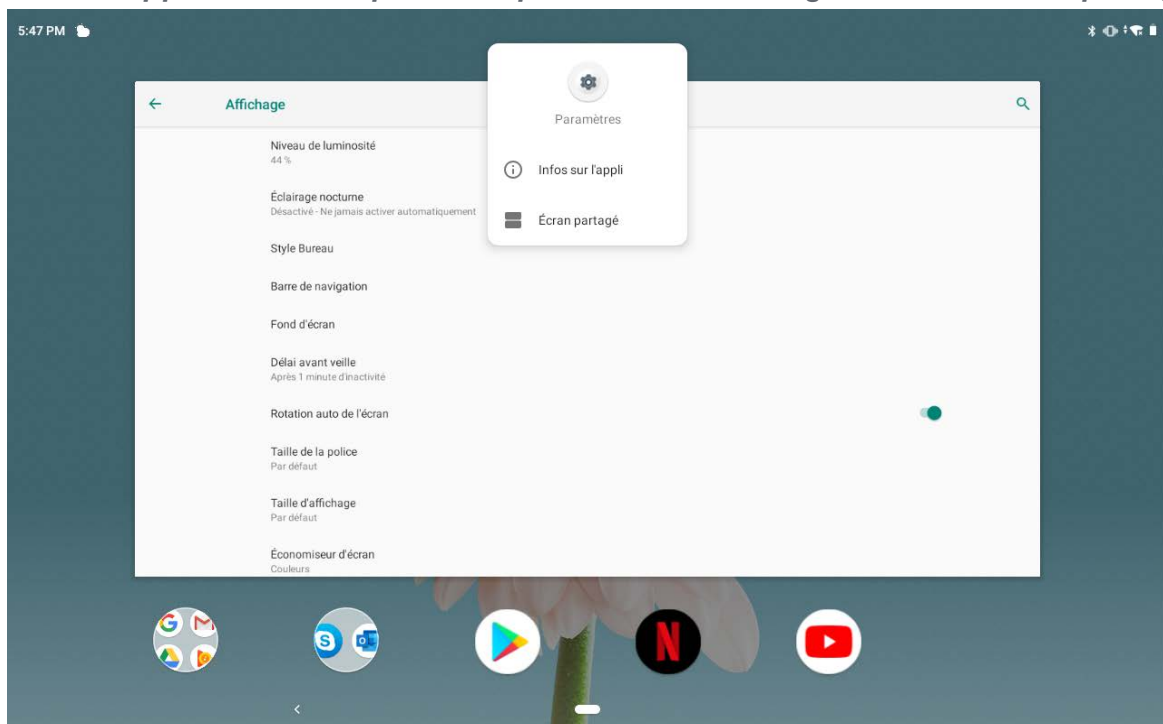 5:47 PM
Affichage
Paramètres
Infos sur l'appli
Écran partagé
Niveau de luminosité
44 %
Éclairage nocturne
Désactivé - Ne jamais activer automatiquement
Style Bureau
Barre de navigation
Fond d'écran
Délai avant veille
Après 1 minute d'inactivité
Rotation auto de l'écran
Taille de la police
Par défaut
Taille d'affichage
Par défaut
Économiseur d'écran
Couleurs